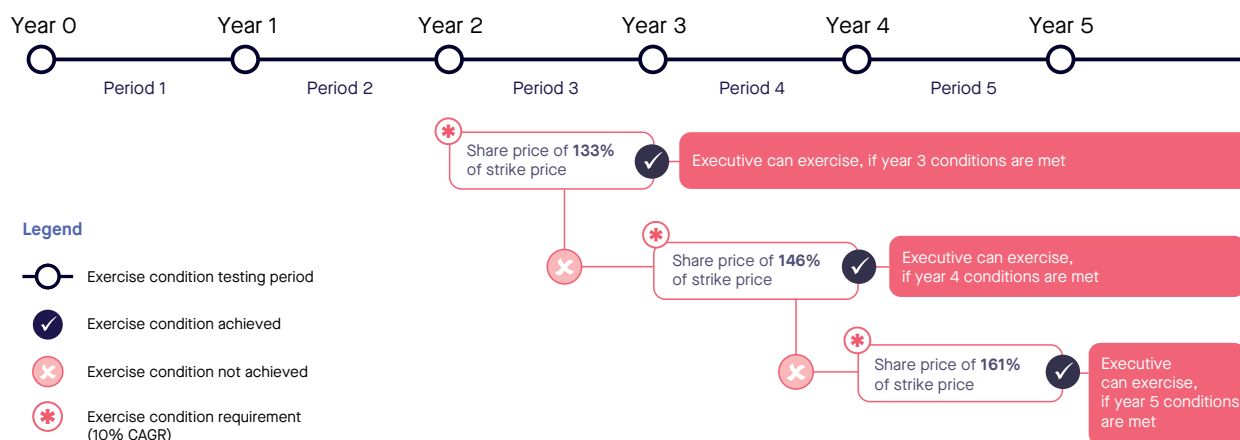 Year 0
Year 1
Year 2
Year 3
Year 4
Year 5
Period 1
Period 2
Period 3
Period 4
Period 5
Share price of 133%
of strike price
Executive can exercise, if year 3 conditions are met
Legend
Exercise condition testing period
Exercise condition achieved
Exercise condition not achieved
Exercise condition requirement
(10% CAGR)
Share price of 146%
of strike price
Executive can exercise,
if year 4 conditions are met
Share price of 161%
of strike price
Executive
can exercise,
if year 5 conditions
are met